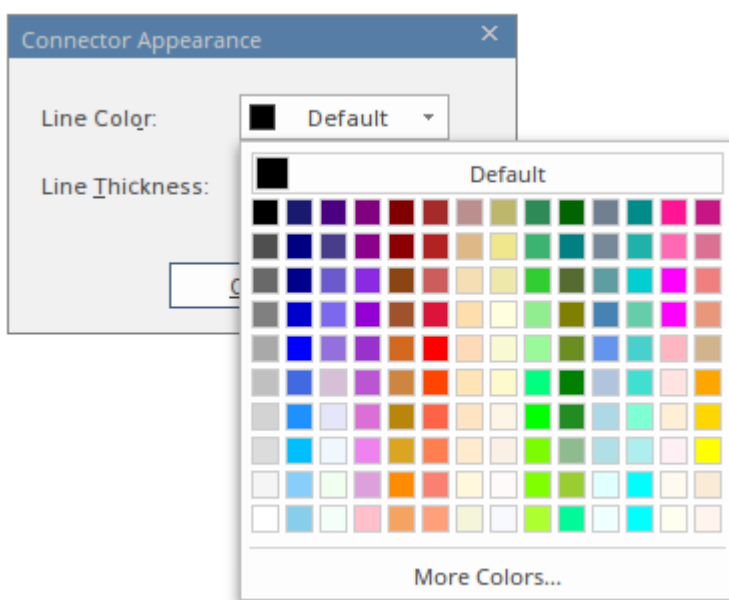 Connector Appearance
Line Color:
Default
Default
Line Thickness:
More Colors...